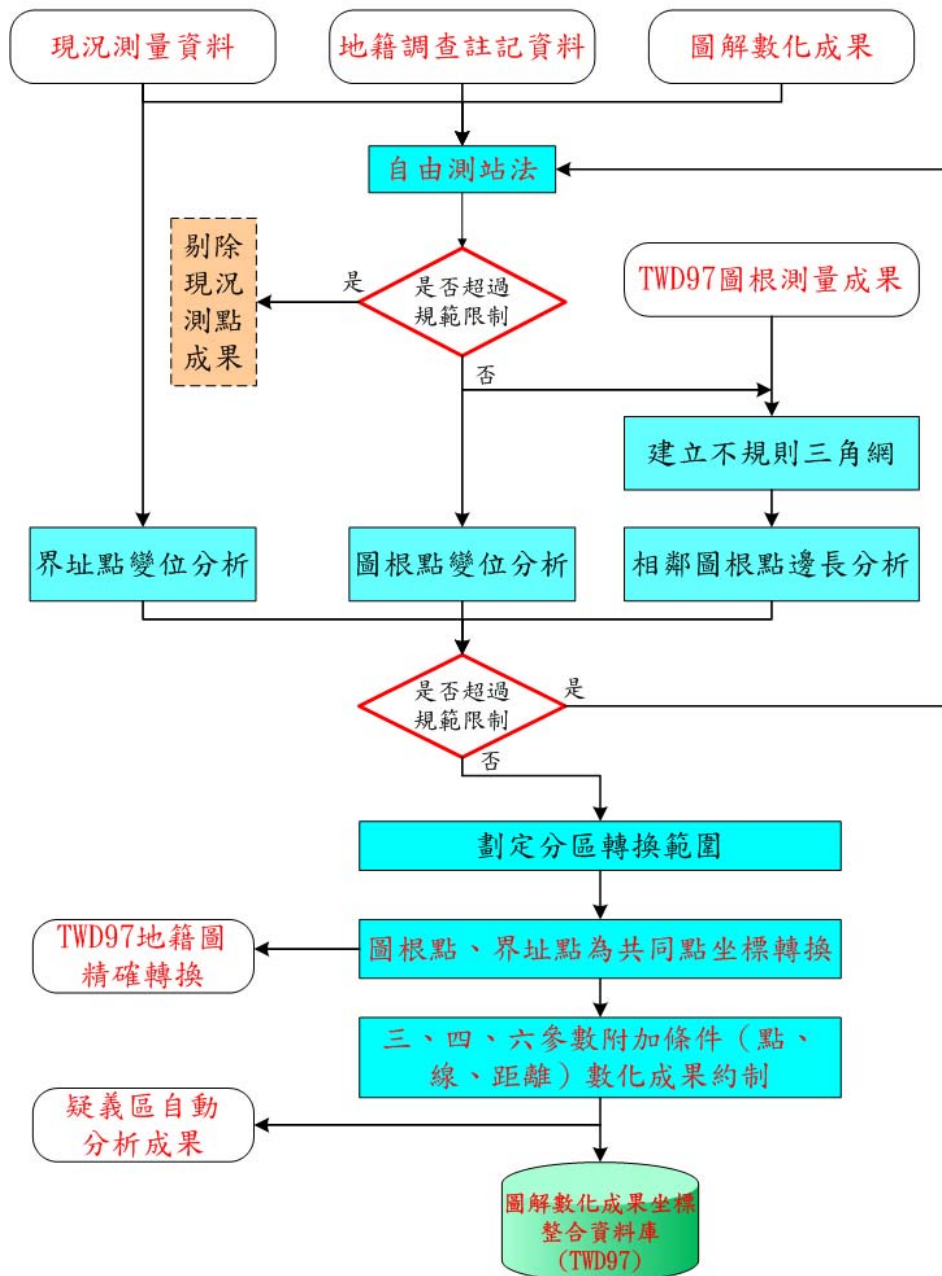 現況測量資料
地籍調查註記資料
圖解數化成果
自由測站法
剔除
現況
測點
成果
是
是否超過
規範限制
TWD97圖根測量成果
否
建立不規則三角網
界址點變位分析
圖根點變位分析
相鄰圖根點邊長分析
是否超過
規範限制
是
否
劃定分區轉換範圍
TWD97地籍圖
精確轉換
圖根點、界址點為共同點坐標轉換
三、四、六參數附加條件（點、
線、距離）數化成果約制
疑義區自動
分析成果
圖解數化成果坐標
整合資料庫
(TWD97)